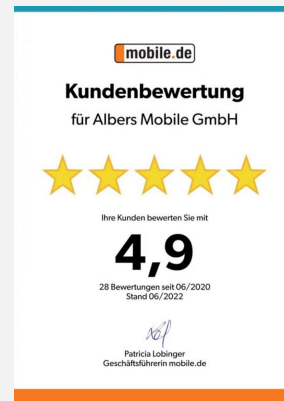 mobile.de
Kundenbewertung
für Albers Mobile GmbH
Ihre Kunden bewerten Sie mit
4,9
28 Bewertungen seit 06/2020
Stand 06/2022
Patricia Lobinger
Geschäftsführerin mobile.de